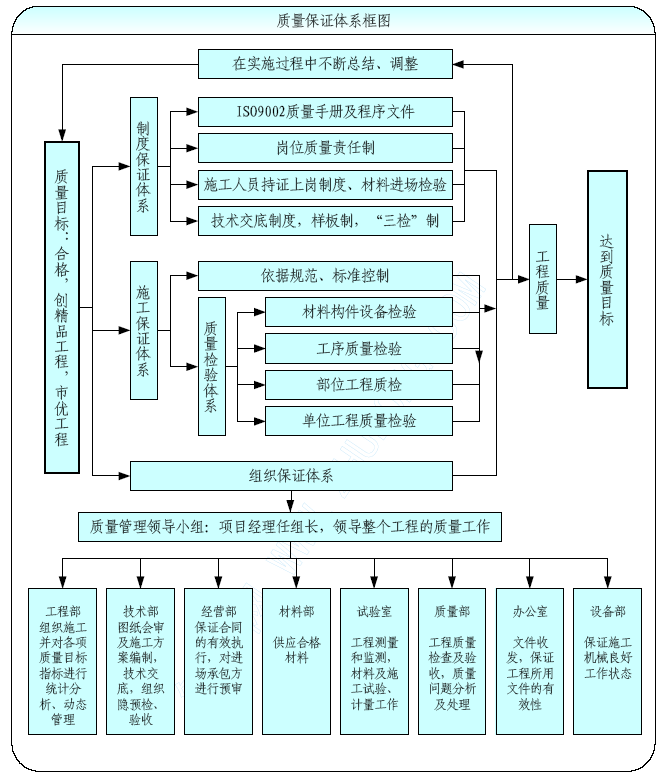 质量保证体系框图
在实施过程中不断总结、调整
质量目标：合格，创精品工程，市优工程
制度保证体系
ISO9002质量手册及程序文件
岗位质量责任制
施工人员持证上岗制度、材料进场检验
技术交底制度，样板制，“三检”制
施工保证体系
依据规范、标准控制
质量检验体系
材料构件设备检验
工序质量检验
部位工程质检
单位工程质量检验
组织保证体系
工程质量
达到质量目标
质量管理领导小组：项目经理任组长，领导整个工程的质量工作
工程部
组织施工
并对各项
质量目标
指标进行
统计分
析、动态
管理
技术部
图纸会审
及施工方
案编制，
技术交
底，组织
隐预检、
验收
经营部
保证合同
的有效执
行，对进
场承包方
进行预审
材料部
供应合格
材料
试验室
工程测量
和监测，
材料及施
工试验、
计量工作
质量部
工程质量
检查及验
收，质量
问题分析
及处理
办公室
文件收
发，保证
工程所用
文件的有
效性
设备部
保证施工
机械良好
工作状态